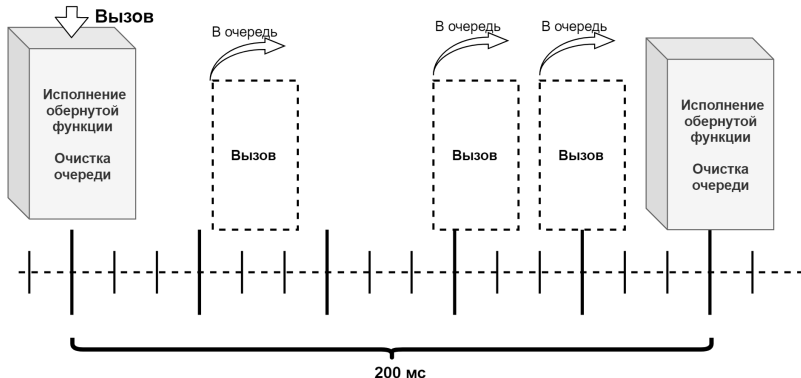 Вызов
В очередь
В очередь
В очередь
Исполнение
обернутой
функции
Очистка
очереди
Вызов
Вызов
Вызов
Исполнение
обернутой
функции
Очистка
очереди
200 мс